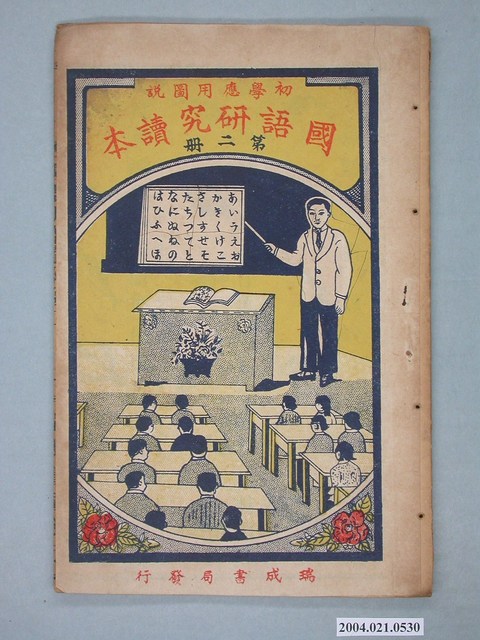 初學應用圖説
國語研究讀本
第二冊
あいうえお
かきくけこ
さしすせそ
たちつてと
なにぬねの
はひふへほ
瑞成書局發行
2004.021.0530